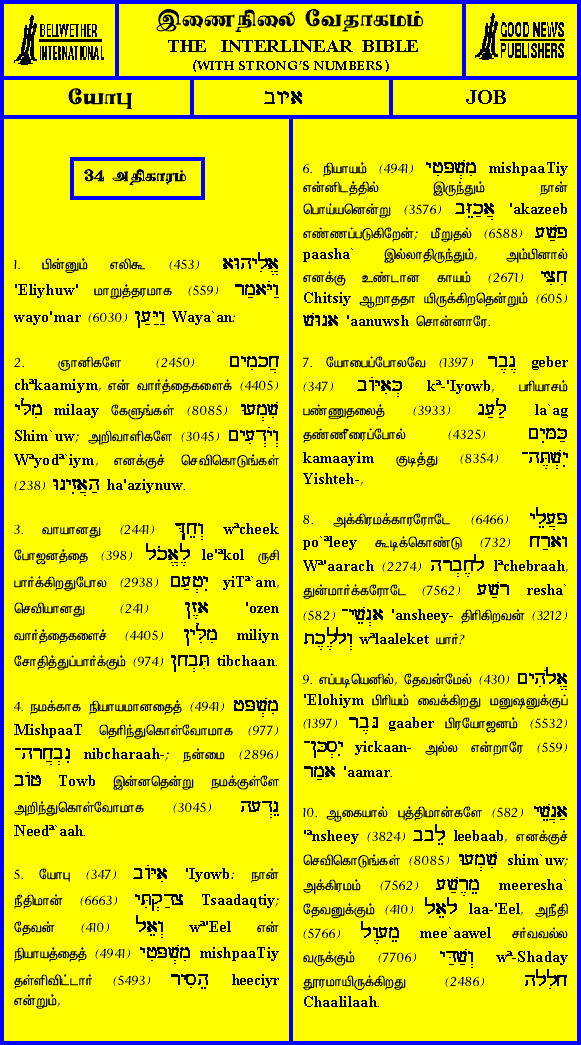 BELLWETHER
INTERNATIONAL
இணைநிலை வேதாகமம்
THE INTERLINEAR BIBLE
(WITH STRONG'S NUMBERS)
GOOD NEWS
PUBLISHERS
யோபு
איוב
JOB
34 அதிகாரம்
1. பின்னும் எலிகூ (453) אֱלִיהוּא
'Eliyhuw' மாறுத்தரமாக (559) וַיֹּאמַר
wayo'mar (6030) וַיַּעַן Waya`an:
2. ஞானிகளே (2450) חֲכָמִים
chªkaamiym, என் வார்த்தைகளைக் (4405)
מִלָּי milaay கேளுங்கள் (8085) שִׁמְעוּ
Shim`uw; அறிவாளிகளே (3045) וְיֹדְעִים
Wªyodª`iym, எனக்குச் செவிகொடுங்கள்
(238) הַאֲזִינוּ ha'aziynuw.
3. வாயானது (2441) וְחֵךְ wªcheek
போஜனத்தை (398) לֶאֱכֹל le'ªkol ருசி
பார்க்கிறதுபோல (2938) יִטְעַם yiTª`am,
செவியானது (241) אֹזֶן 'ozen
வார்த்தைகளைச் (4405) מִלִּין miliyn
சோதித்துப்பார்க்கும் (974) תִּבְחָן tibchaan.
4. நமக்காக நியாயமானதைத் (4941) מִשְׁפָּט
MishpaaT தெரிந்துகொள்வோமாக (977)
נִבְחֲרָה־ nibcharaah-; நன்மை (2896)
טוֹב Towb இன்னதென்று நமக்குள்ளே
அறிந்துகொள்வோமாக (3045) נֵדְעָה
Needª`aah.
5. யோபு (347) אִיּוֹב 'Iyowb: நான்
நீதிமான் (6663) צָדַקְתִּי Tsaadaqtiy;
தேவன் (410) וְאֵל wª'Eel என்
நியாயத்தைத் (4941) מִשְׁפָּטִי mishpaaTiy
தள்ளிவிட்டார் (5493) הֵסִיר heeciyr
என்றும்,
6. நியாயம் (4941) מִשְׁפָּטִי mishpaaTiy
என்னிடத்தில் இருந்தும் நான்
பொய்யனென்று (3576) אֲכַזֵּב 'akazeeb
எண்ணப்படுகிறேன்; மீறுதல் (6588) פָשַׁע
paasha` இல்லாதிருந்தும், அம்பினால்
எனக்கு உண்டான காயம் (2671) חִצִּי
Chitsiy ஆறாததா யிருக்கிறதென்றும் (605)
אָנוּשׁ 'aanuwsh சொன்னாரே.
7. யோபைப்போலவே (1397) גֶבֶר geber
(347) כְּאִיּוֹב kª-'Iyowb, பரியாசம்
பண்ணுதலைத் (3933) לַּעַג la`ag
தண்ணீரைப்போல் (4325) כַּמָּיִם
kamaayim குடித்து (8354) יִשְׁתֶּה־
Yishteh-,
8. அக்கிரமக்காரரோடே (6466) פֹּעֲלֵי
po`ªleey கூடிக்கொண்டு (732) וְאָרַח
Wª'aarach (2274) לְחֶבְרָה lªchebraah,
துன்மார்க்கரோடே (7562) רֶשַׁע resha`
(582) אַנְשֵׁי־ 'ansheey- திரிகிறவன் (3212)
וְלָלֶכֶת wªlaaleket யார்?
9. எப்படியெனில், தேவன்மேல் (430) אֱלֹהִים
'Elohiym பிரியம் வைக்கிறது மனுஷனுக்குப்
(1397) גָּבֶר gaaber பிரயோஜனம் (5532)
יִסְכָּן־ yickaan- அல்ல என்றாரே (559)
אָמַר 'aamar.
10. ஆகையால் புத்திமான்களே (582) אַנֲשֵׁי
'ªnsheey (3824) לֵבָב leebaab, எனக்குச்
செவிகொடுங்கள் (8085) שִׁמְעוּ shim`uw;
அக்கிரமம் (7562) מֵרֶשַׁע meeresha`
தேவனுக்கும் (410) לָאֵל laa-'Eel, அநீதி
(5766) מֵעָוֶל mee`aawel சர்வவல்ல
வருக்கும் (7706) וְשַׁדַּי wª-Shaday
தூரமாயிருக்கிறது (2486) חָלִלָה
Chaalilaah.